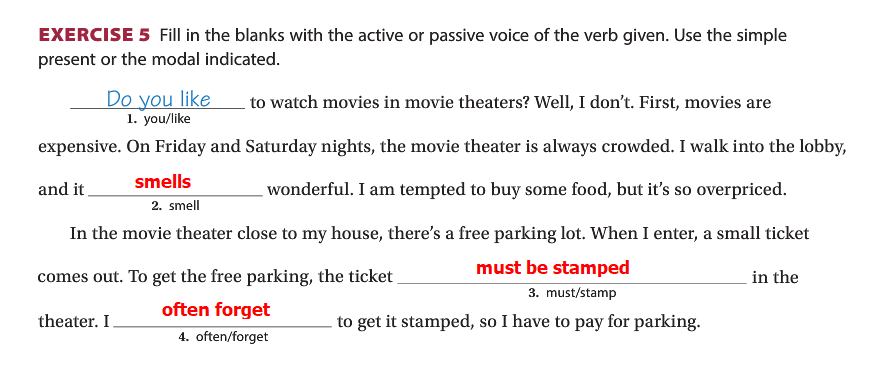 EXERCISE 5 Fill in the blanks with the active or passive voice of the verb given. Use the simple
present or the modal indicated.
Do you like to watch movies in movie theaters? Well, I don't. First, movies are
1. you/like
expensive. On Friday and Saturday nights, the movie theater is always crowded. I walk into the lobby,
and it smells wonderful. I am tempted to buy some food, but it's so overpriced.
2. smell
In the movie theater close to my house, there's a free parking lot. When I enter, a small ticket
comes out. To get the free parking, the ticket must be stamped in the
3. must/stamp
theater. I often forget to get it stamped, so I have to pay for parking.
4. often/forget